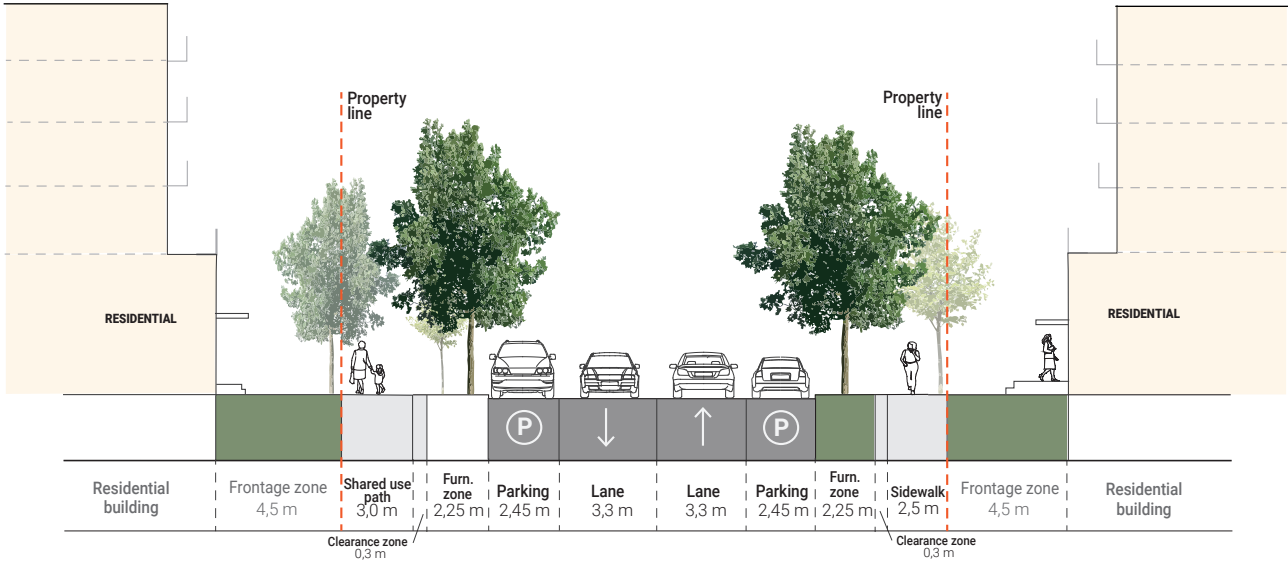 Property
line
Property
line
RESIDENTIAL
RESIDENTIAL
P
P
Residential
building
Frontage zone
4,5 m
Shared use
path
3,0 m
Clearance zone
0,3 m
Furn.
zone
2,25 m
Parking
2,45 m
Lane
3,3 m
Lane
3,3 m
Parking
2,45 m
Furn.
zone
2,25 m
Clearance zone
0,3 m
Sidewalk
2,5 m
Frontage zone
4,5 m
Residential
building